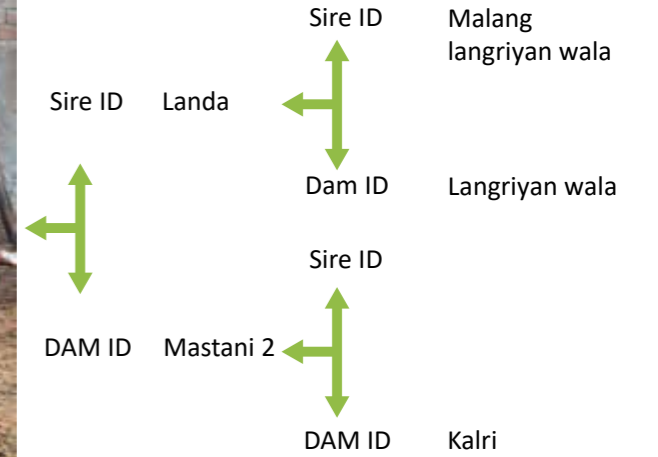 Sire ID Malang
langriyan wala
Sire ID Landa
Dam ID Langriyan wala
Sire ID
DAM ID Mastani 2
DAM ID Kalri